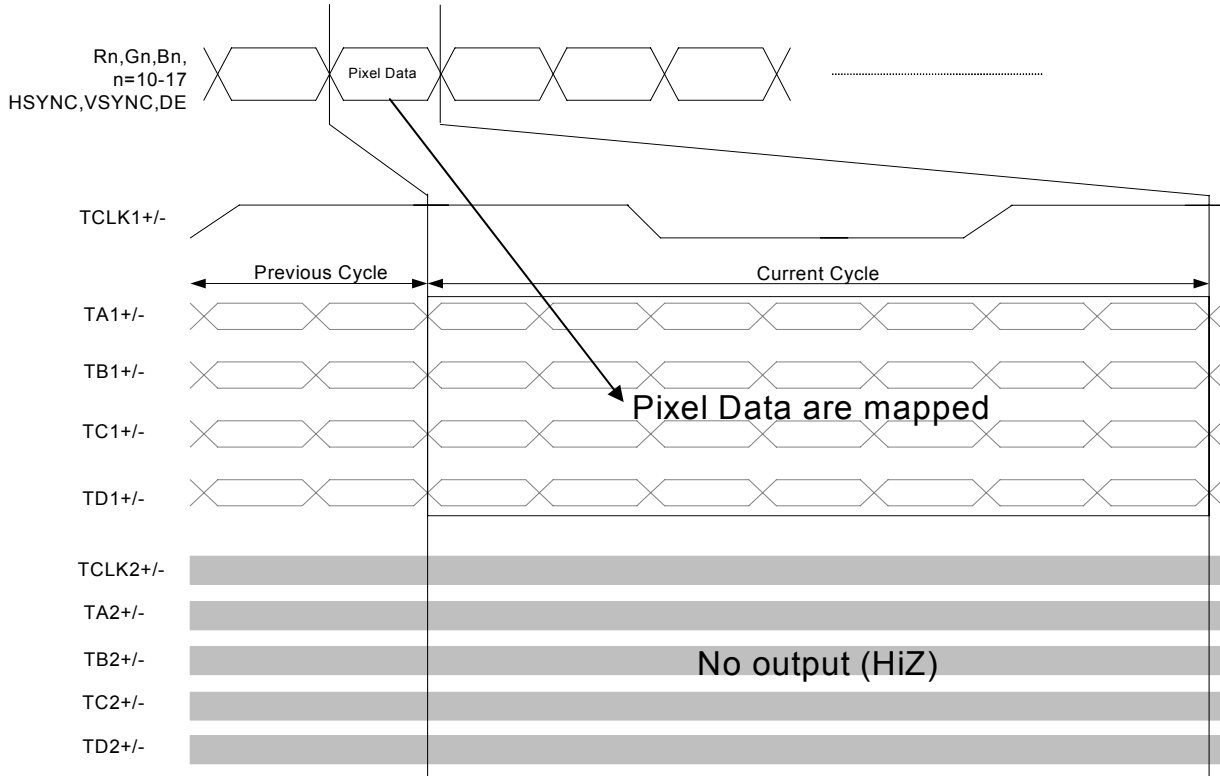 Rn,Gn,Bn,
n=10-17
HSYNC,VSYNC,DE
Pixel Data
TCLK1+/-
Previous Cycle
Current Cycle
TA1+/-
TB1+/-
Pixel Data are mapped
TC1+/-
TD1+/-
TCLK2+/-
TA2+/-
TB2+/-
No output (HiZ)
TC2+/-
TD2+/-